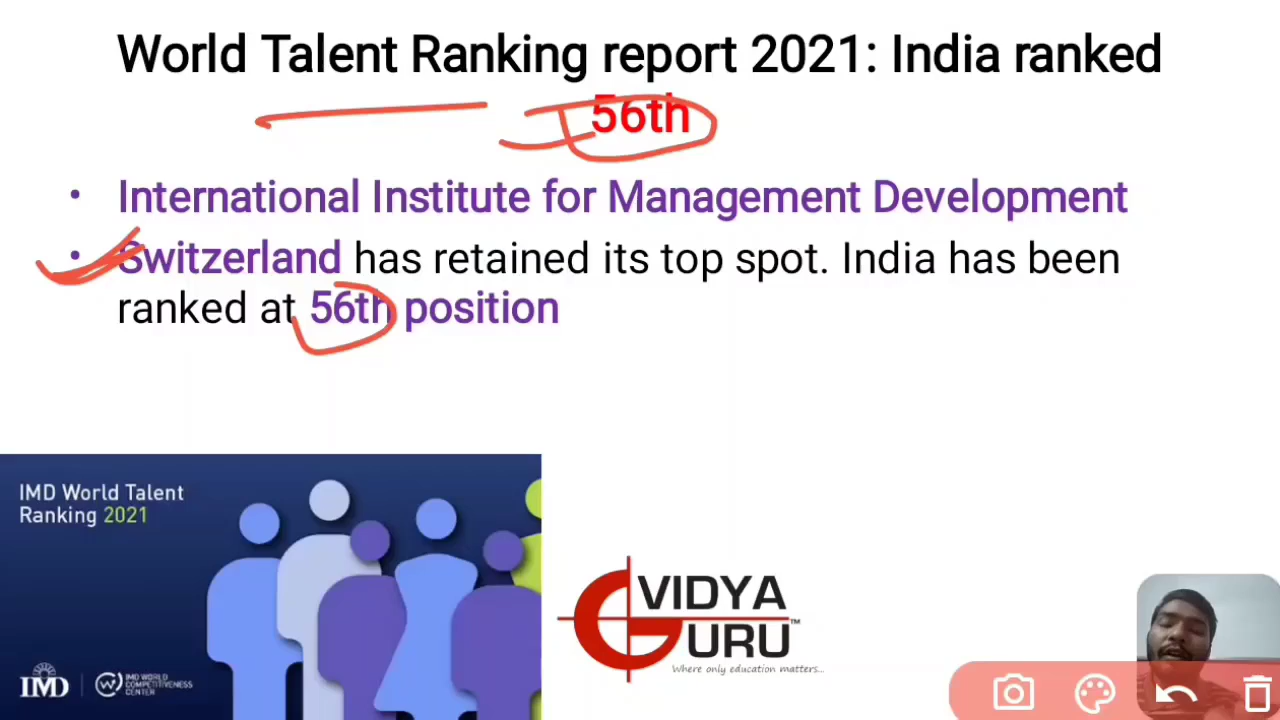 World Talent Ranking report 2021: India ranked
56th
• International Institute for Management Development
• Switzerland has retained its top spot. India has been
ranked at 56th position
IMD World Talent
Ranking 2021
IMD
IMD WORLD
COMPETITIVENESS
CENTER
VIDYA
GURU™
Where only education matters...